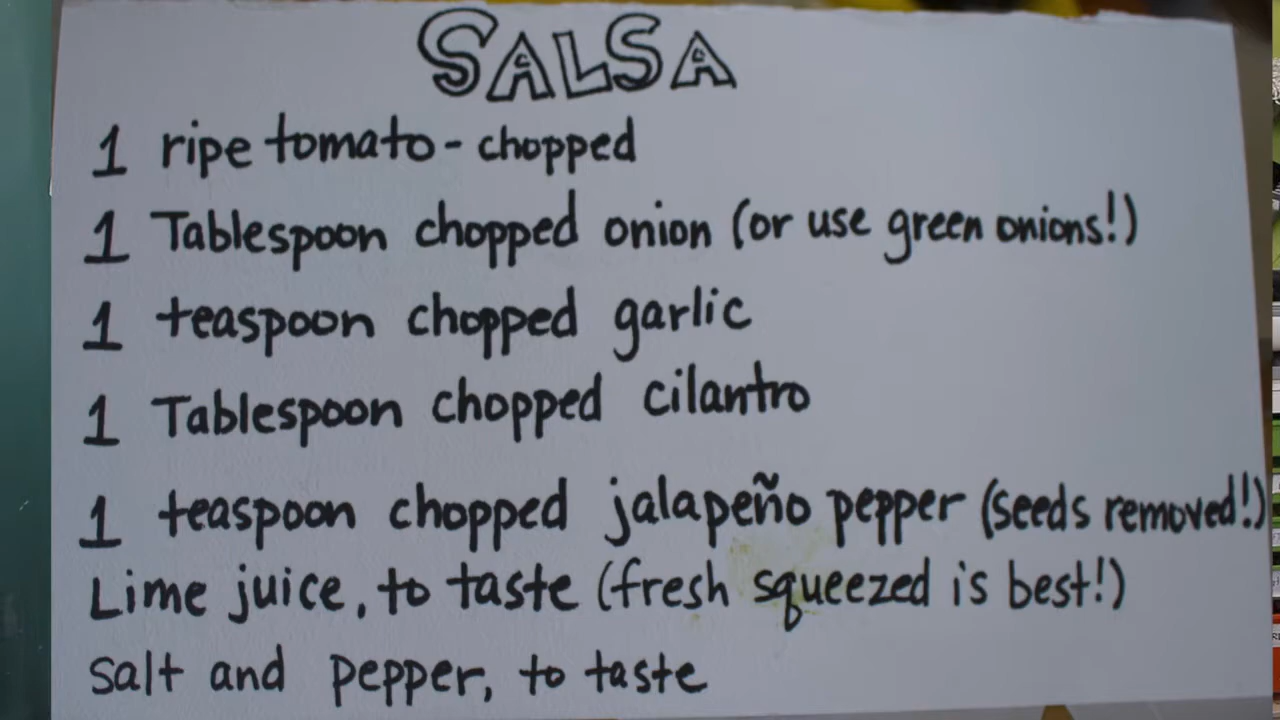 SALSA
1 ripe tomato - chopped
1 Tablespoon chopped onion (or use green onions!)
1 teaspoon chopped garlic
1 Tablespoon chopped cilantro
1 teaspoon chopped jalapeño pepper (seeds removed!)
Lime juice, to taste (fresh squeezed is best!)
Salt and pepper, to taste